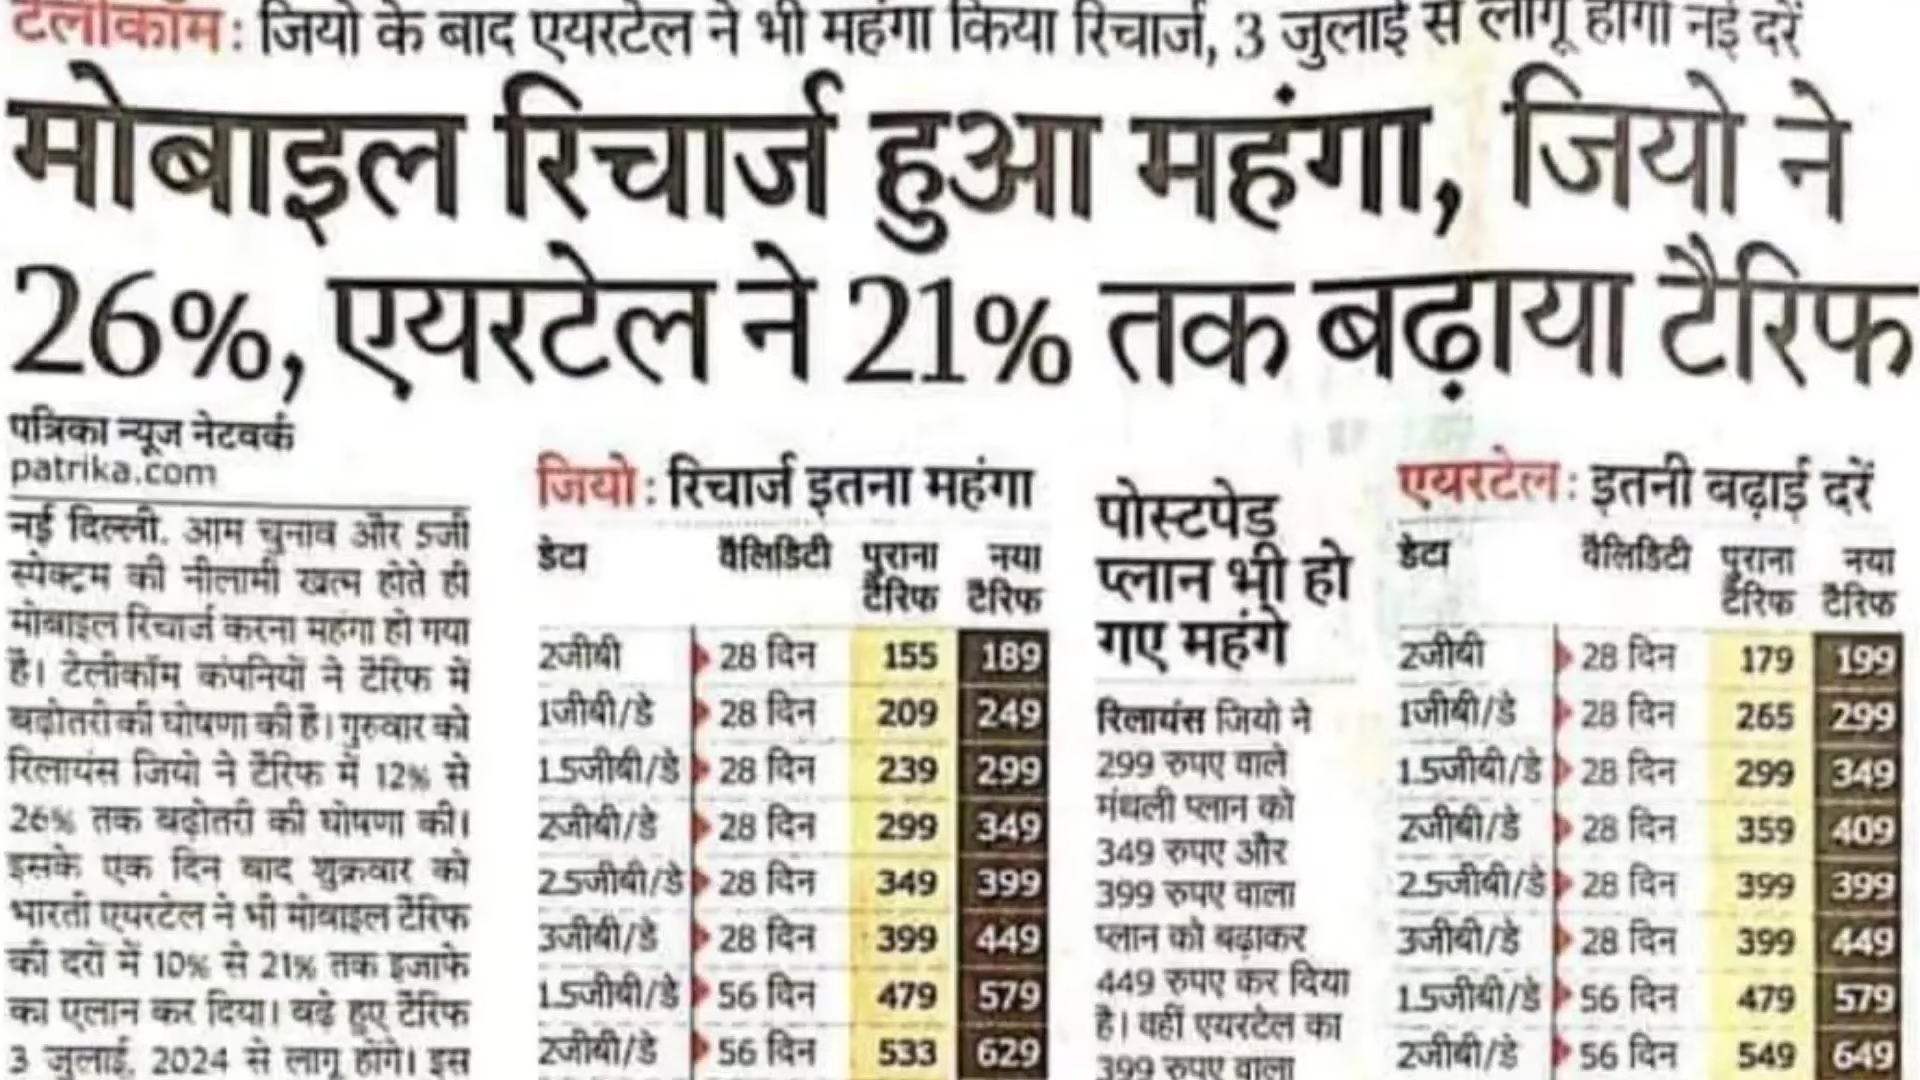 टेलीकॉम : जियो के बाद एयरटेल ने भी महंगा किया रिचार्ज, 3 जुलाई से लागू होंगी नई दरें
मोबाइल रिचार्ज हुआ महंगा, जियो ने
26%, एयरटेल ने 21% तक बढ़ाया टैरिफ
पत्रिका न्यूज नेटवर्क
patrika.com
नई दिल्ली. आम चुनाव और 5जी
स्पेक्ट्रम की नीलामी खत्म होते ही
मोबाइल रिचार्ज करना महंगा हो गया
है। टेलीकॉम कंपनियों ने टैरिफ में
बढ़ोतरी की घोषणा की है। गुरुवार को
रिलायंस जियो ने टैरिफ में 12% से
26% तक बढ़ोतरी की घोषणा की।
इसके एक दिन बाद शुक्रवार को
भारती एयरटेल ने भी मोबाइल टैरिफ
की दरों में 10% से 21% तक इजाफे
का एलान कर दिया। बढे हुए टैरिफ
3 जुलाई, 2024 से लागू होंगे। इस
जियो : रिचार्ज इतना महंगा
डेटा वैलिडिटी पुराना टैरिफ नया टैरिफ
2जीबी 28 दिन 155 189
1जीबी/डे 28 दिन 209 249
1.5जीबी/डे 28 दिन 239 299
2जीबी/डे 28 दिन 299 349
2.5जीबी/डे 28 दिन 349 399
3जीबी/डे 28 दिन 399 449
1.5जीबी/डे 56 दिन 479 579
2जीबी/डे 56 दिन 533 629
पोस्टपेड
प्लान भी हो
गए महंगे
रिलायंस जियो ने
299 रुपए वाले
मंथली प्लान को
349 रुपए और
399 रुपए वाला
प्लान को बढ़ाकर
449 रुपए कर दिया
है। वहीं एयरटेल का
399 रुपए वाला
एयरटेल : इतनी बढ़ाई दरें
डेटा वैलिडिटी पुराना टैरिफ नया टैरिफ
2जीबी 28 दिन 179 199
1जीबी/डे 28 दिन 265 299
1.5जीबी/डे 28 दिन 299 349
2जीबी/डे 28 दिन 359 409
2.5जीबी/डे 28 दिन 399 399
3जीबी/डे 28 दिन 399 449
1.5जीबी/डे 56 दिन 479 579
2जीबी/डे 56 दिन 549 649